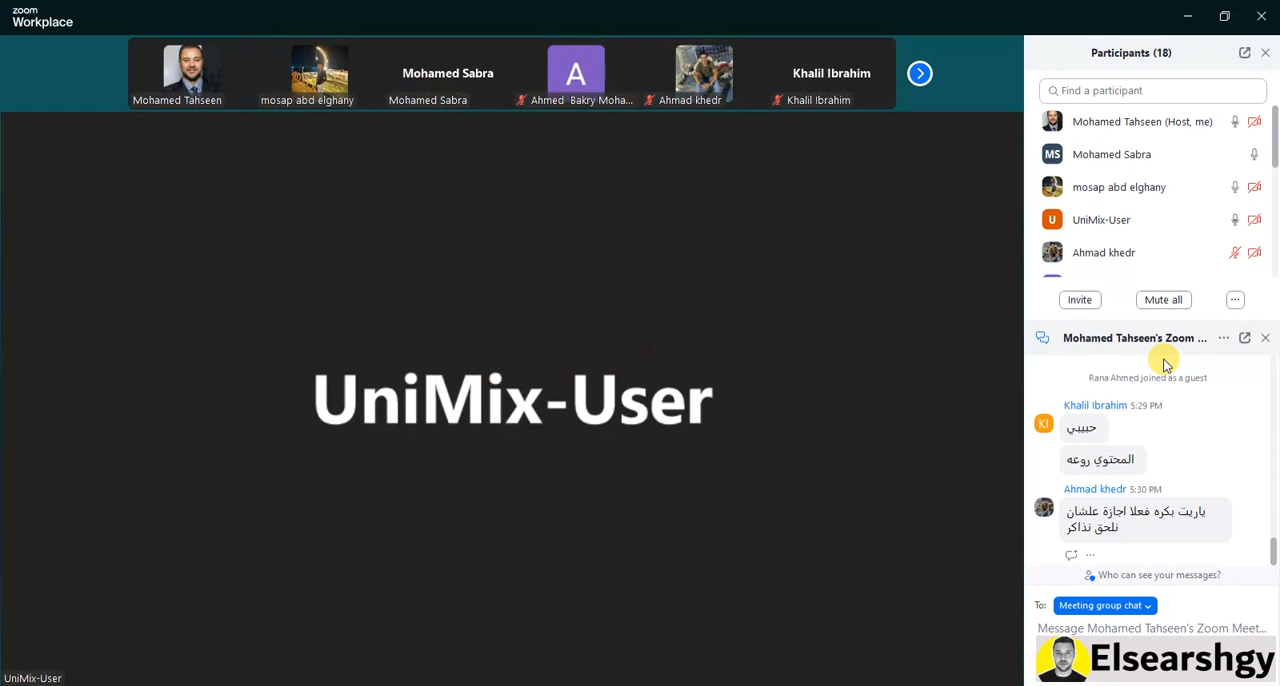 zoom
Workplace
Mohamed Tahseen
mosap abd elghany
Mohamed Sabra
Mohamed Sabra
A
Ahmed Bakry Moha...
Ahmad khedr
Khalil Ibrahim
Khalil Ibrahim
Participants (18)
Find a participant
Mohamed Tahseen (Host, me)
MS Mohamed Sabra
mosap abd elghany
U UniMix-User
Ahmad khedr
Invite
Mute all
Mohamed Tahseen's Zoom ...
Rana Ahmed joined as a guest
Khalil Ibrahim 5:29 PM
KI
حبيبي
المحتوي روعه
Ahmad khedr 5:30 PM
ياريت بكره فعلا اجازة علشان
نلحق نذاكر
Who can see your messages?
To: Meeting group chat
Message Mohamed Tahseen's Zoom Meet...
Elsearshgy
UniMix-User
UniMix-User